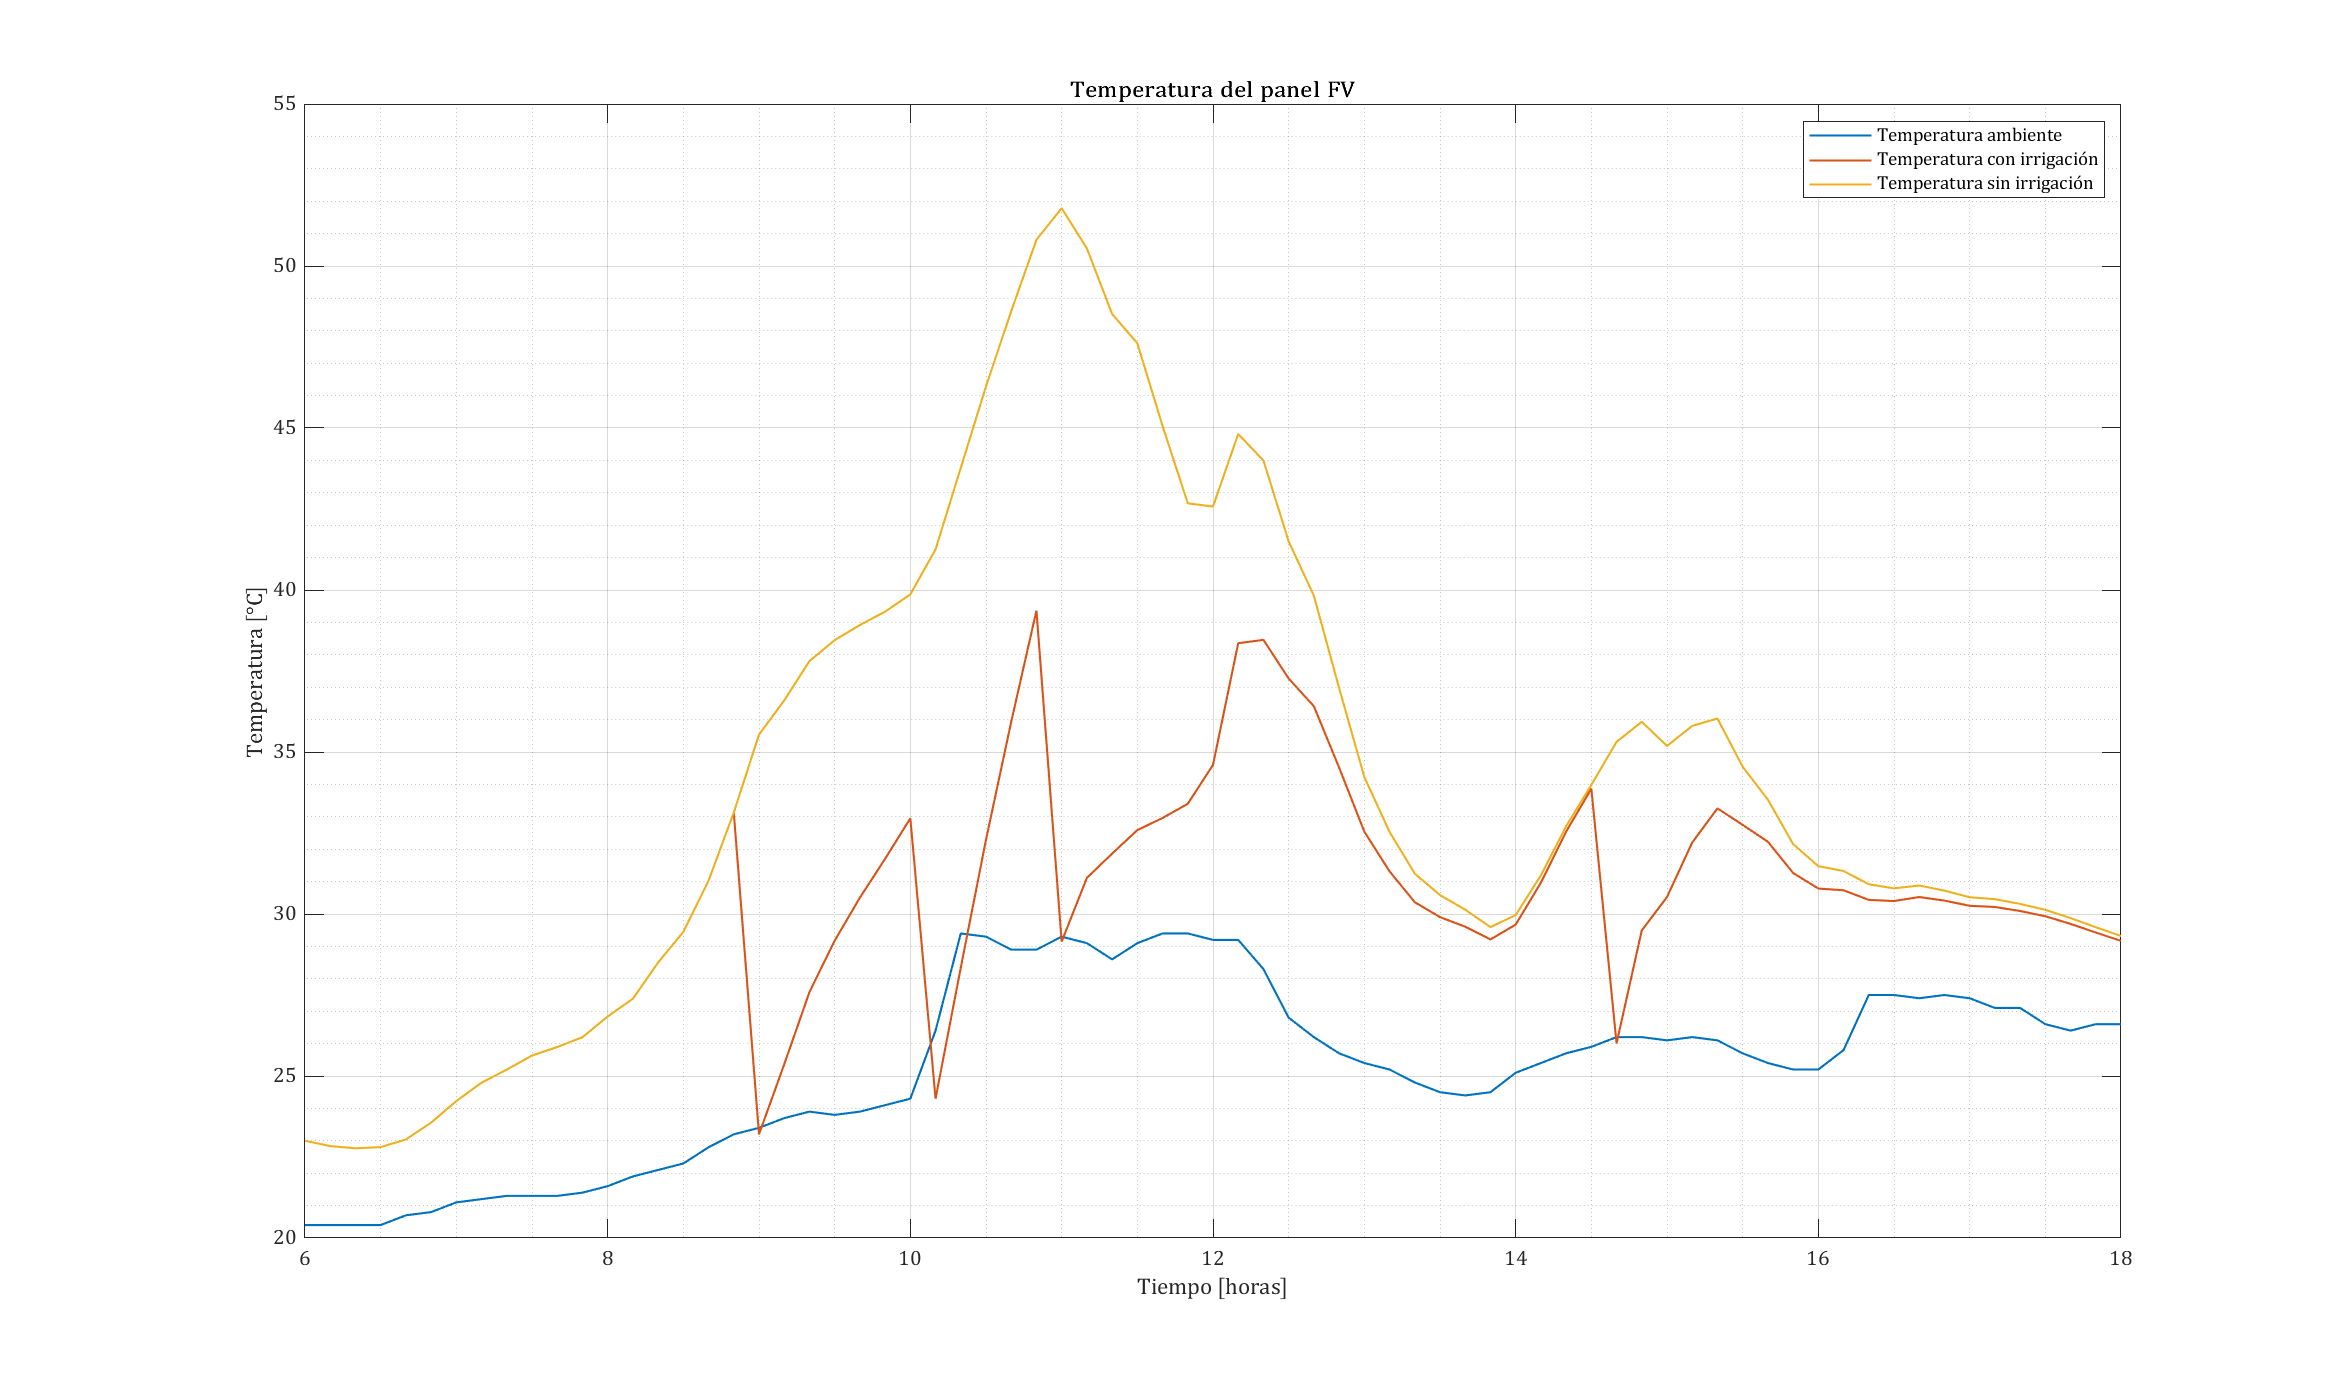 Temperatura del panel FV
Temperatura ambiente
Temperatura con irrigación
Temperatura sin irrigación
Temperatura [°C]
55
50
45
40
35
30
25
20
6 8 10 12 14 16 18
Tiempo [horas]